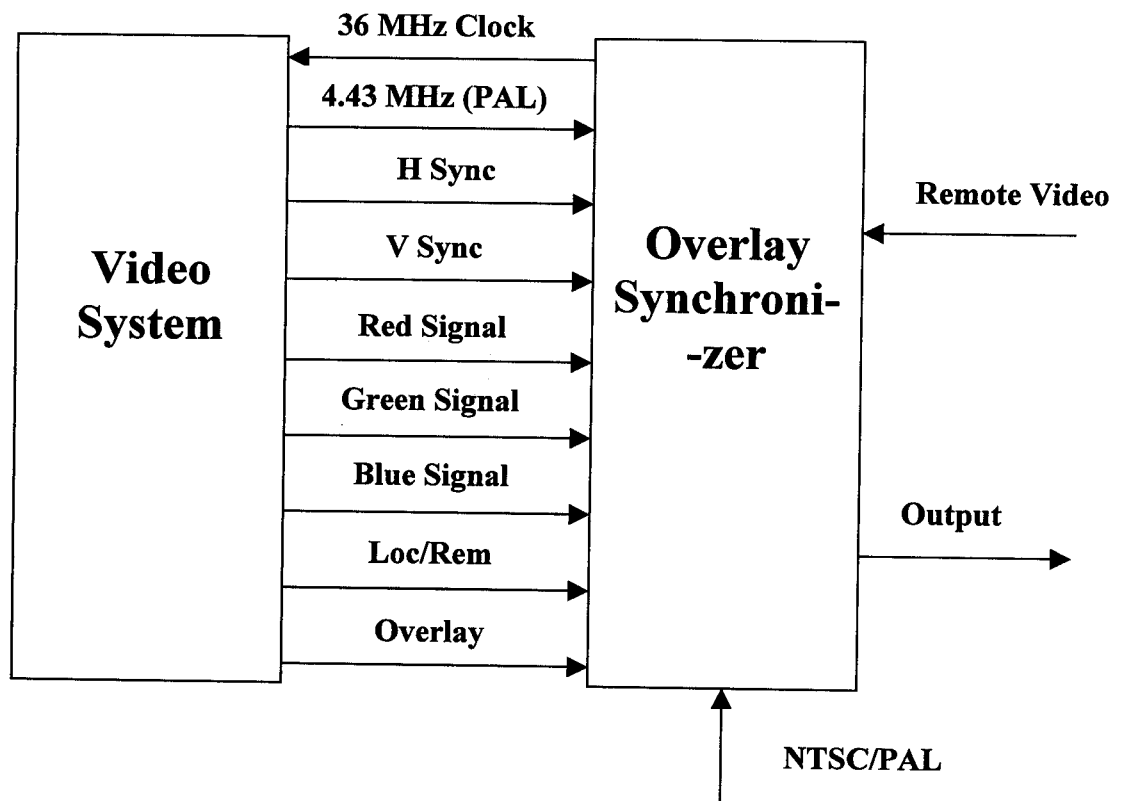 36 MHz Clock
4.43 MHz (PAL)
H Sync
V Sync
Red Signal
Green Signal
Blue Signal
Loc/Rem
Overlay
Video
System
Overlay
Synchroni-
-zer
Remote Video
Output
NTSC/PAL